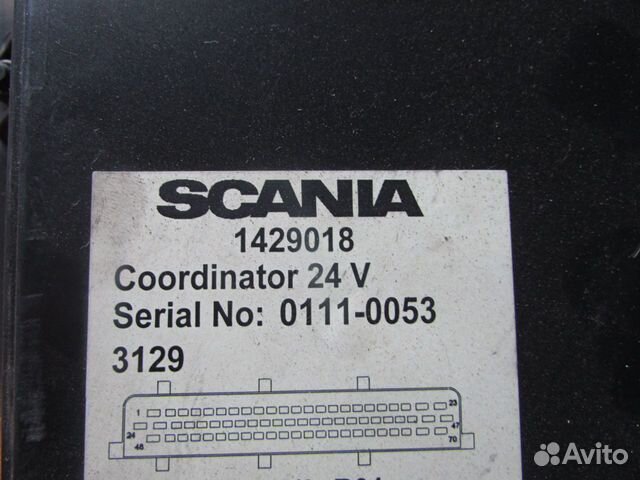 SCANIA
1429018
Coordinator 24 V
Serial No: 0111-0053
3129
1 23
24 47
48 70
Avito